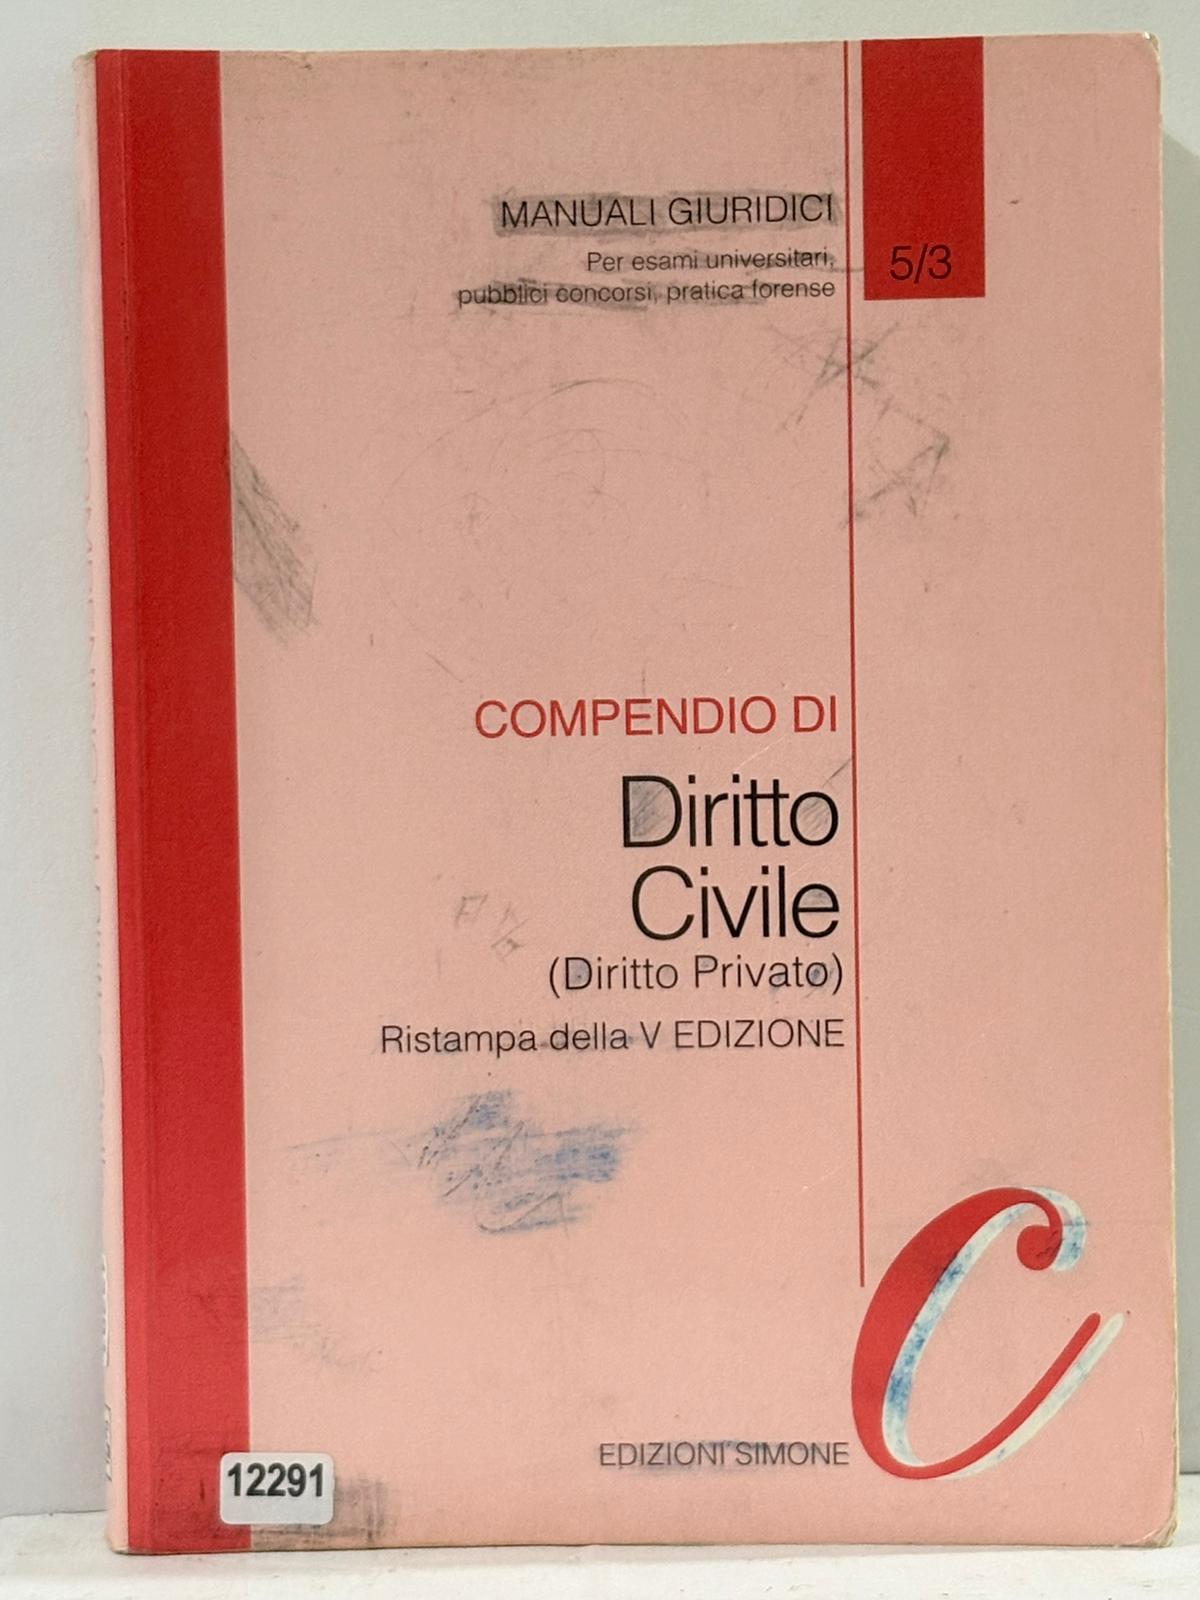 MANUALI GIURIDICI
Per esami universitari,
pubblici concorsi, pratica forense
5/3
COMPENDIO DI
Diritto
Civile
(Diritto Privato)
Ristampa della V EDIZIONE
EDIZIONI SIMONE
C
12291